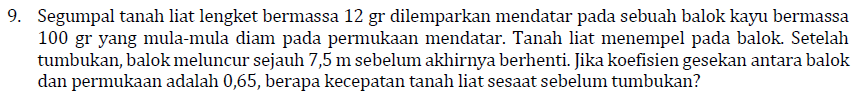 9. Segumpal tanah liat lengket bermassa 12 gr dilemparkan mendatar pada sebuah balok kayu bermassa
100 gr yang mula-mula diam pada permukaan mendatar. Tanah liat menempel pada balok. Setelah
tumbukan, balok meluncur sejauh 7,5 m sebelum akhirnya berhenti. Jika koefisien gesekan antara balok
dan permukaan adalah 0,65, berapa kecepatan tanah liat sesaat sebelum tumbukan?